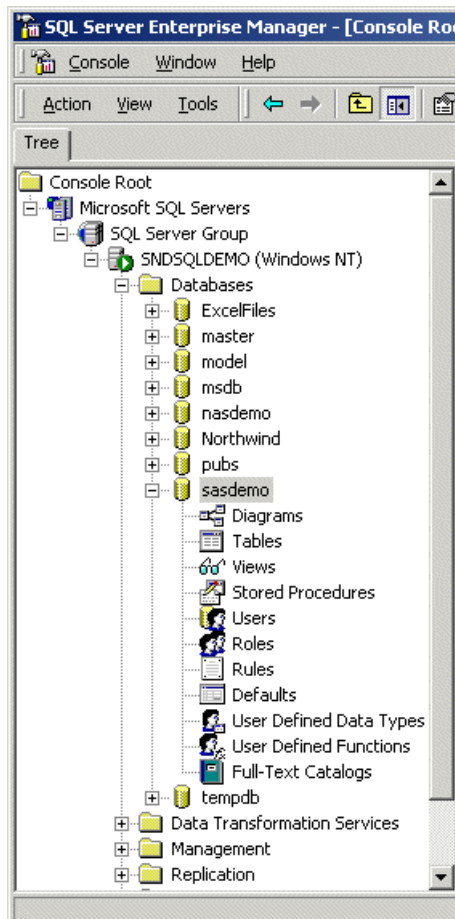 SQL Server Enterprise Manager - [Console Roo
Console Window Help
Action View Tools
Tree
Console Root
Microsoft SQL Servers
SQL Server Group
SNDSQLDEMO (Windows NT)
Databases
ExcelFiles
master
model
msdb
nasdemo
Northwind
pubs
sasdemo
Diagrams
Tables
Views
Stored Procedures
Users
Roles
Rules
Defaults
User Defined Data Types
User Defined Functions
Full-Text Catalogs
tempdb
Data Transformation Services
Management
Replication